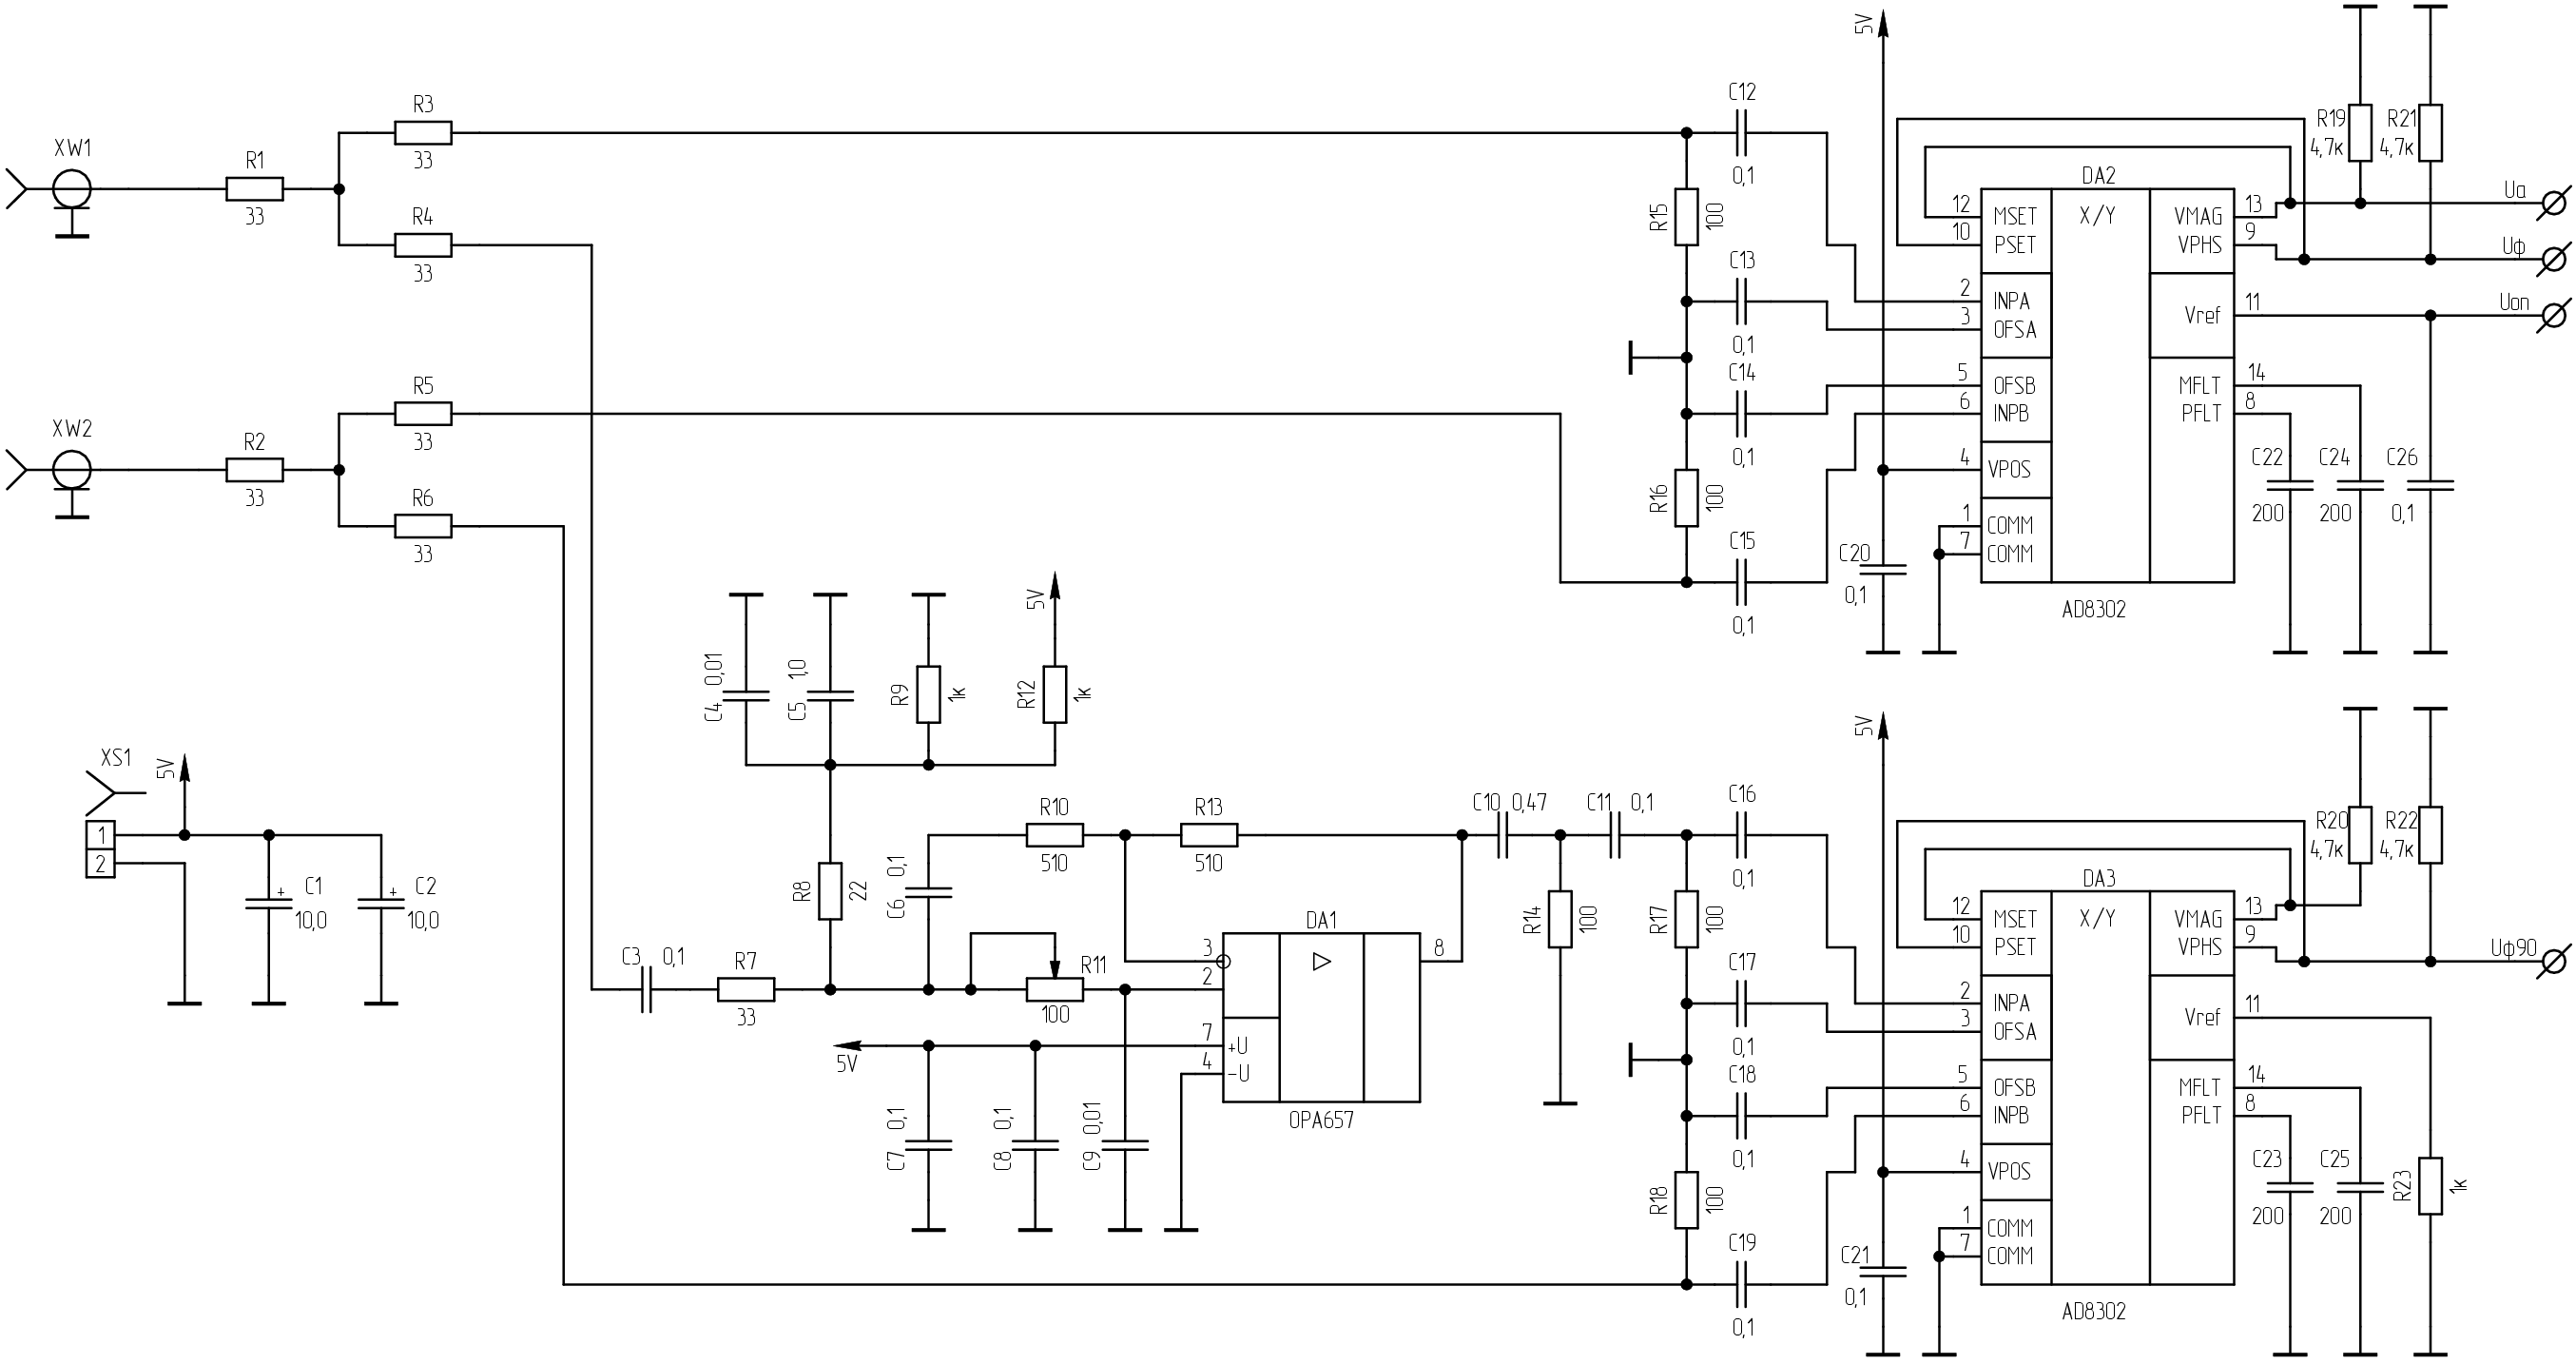 XW1
R1
33
R3
33
R4
33
XW2
R2
33
R5
33
R6
33
XS1
5V
1
2
C1
+
10,0
C2
+
10,0
C4 0,01
C5 1,0
R9
1к
R12
1к
5V
R8
22
C6 0,1
R10
510
R13
510
C3 0,1
R7
33
R11
100
5V
C7 0,1
C8 0,1
C9 0,01
DA1
3
2
7
4
+U
-U
8
OPA657
C10 0,47
C11 0,1
R14
100
C12
0,1
R15
100
C13
0,1
C14
0,1
R16
100
C15
0,1
5V
C20
0,1
DA2
X/Y
12 MSET
10 PSET
2 INPA
3 OFSA
5 OFSB
6 INPB
4 VPOS
1 COMM
7 COMM
VMAG 13
VPHS 9
Vref 11
MFLT 14
PFLT 8
AD8302
R19
4,7к
R21
4,7к
Uа
Uф
Uоп
C22
200
C24
200
C26
0,1
C16
0,1
R17
100
C17
0,1
C18
0,1
R18
100
C19
0,1
5V
C21
0,1
DA3
X/Y
12 MSET
10 PSET
2 INPA
3 OFSA
5 OFSB
6 INPB
4 VPOS
1 COMM
7 COMM
VMAG 13
VPHS 9
Vref 11
MFLT 14
PFLT 8
AD8302
R20
4,7к
R22
4,7к
Uф90
C23
200
C25
200
R23
1к